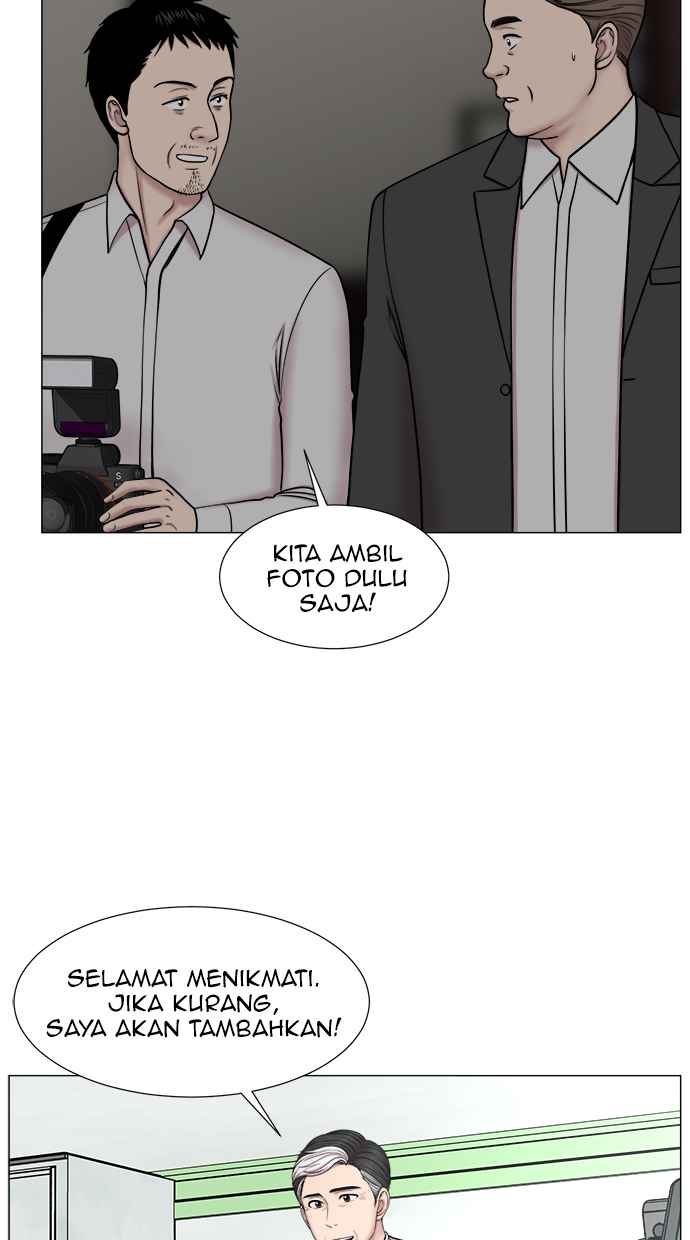 S
KITA AMBIL
FOTO DULU
SAJA!
SELAMAT MENIKMATI.
JIKA KURANG,
SAYA AKAN TAMBAHKAN!